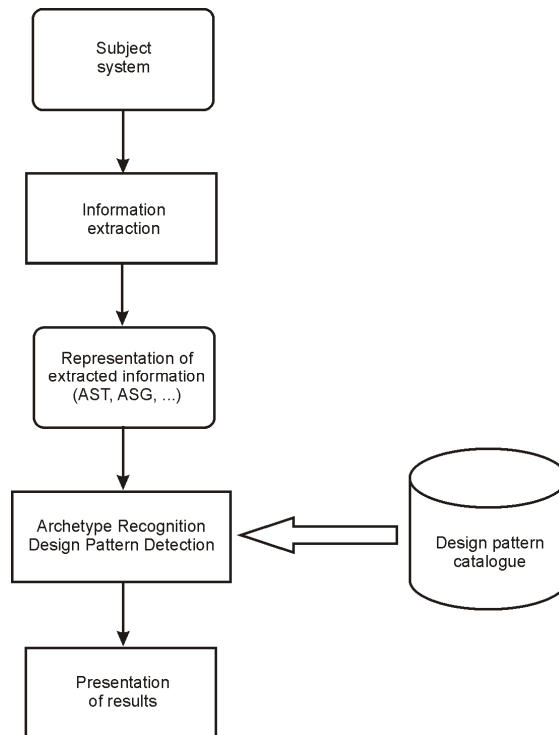 Subject
system
Information
extraction
Representation of
extracted information
(AST, ASG, ...)
Archetype Recognition
Design Pattern Detection
Design pattern
catalogue
Presentation
of results